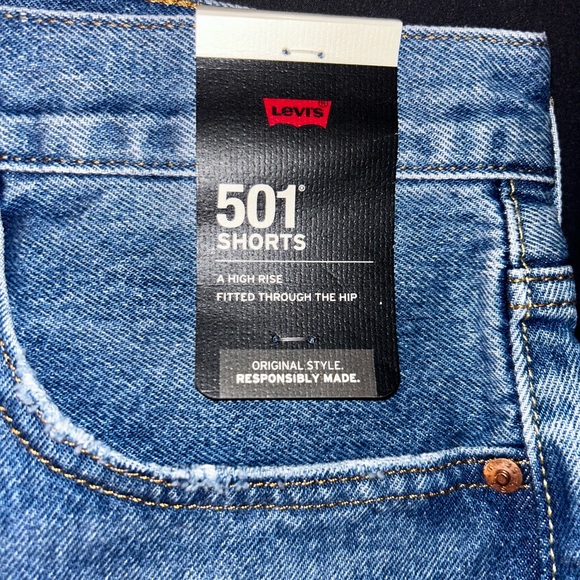 Levi's
501®
SHORTS
A HIGH RISE
FITTED THROUGH THE HIP
ORIGINAL STYLE.
RESPONSIBLY MADE.